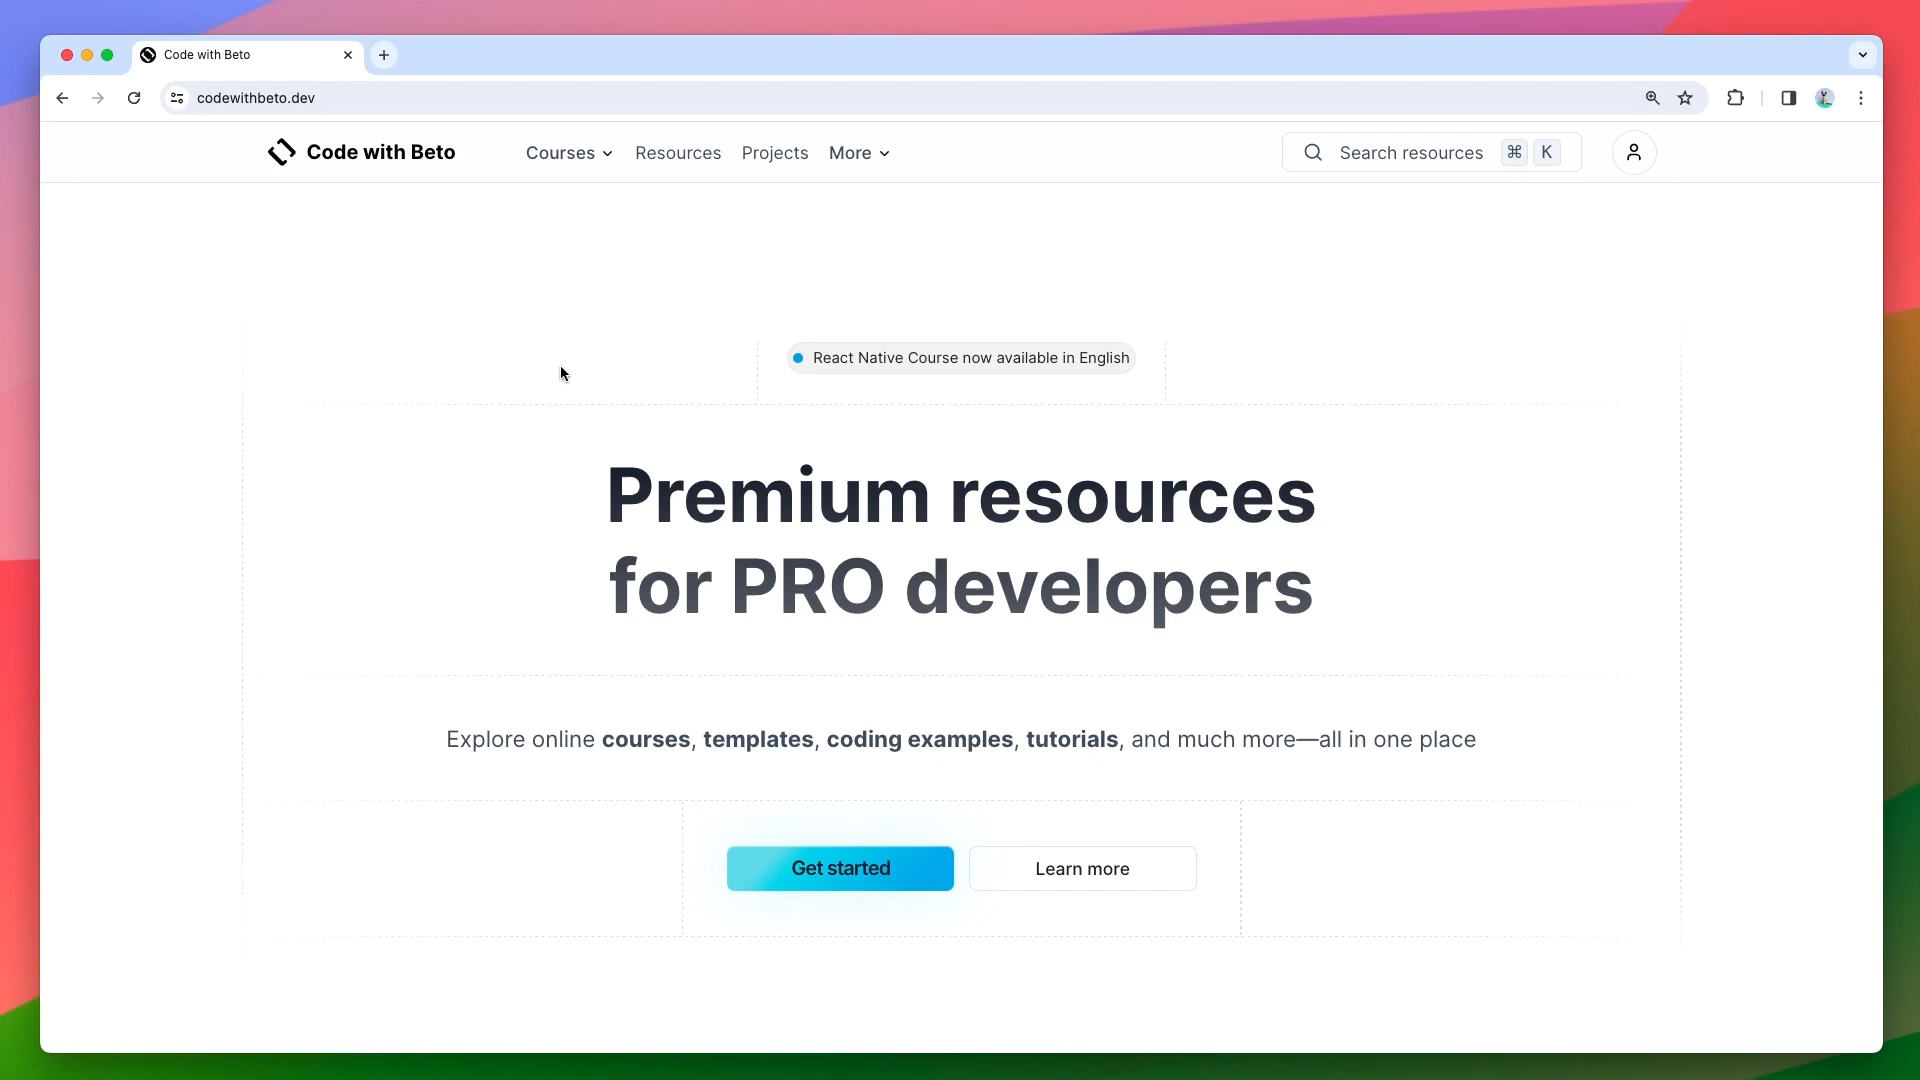 Code with Beto
codewithbeto.dev
Code with Beto Courses Resources Projects More Search resources ⌘ K
React Native Course now available in English
Premium resources
for PRO developers
Explore online courses, templates, coding examples, tutorials, and much more—all in one place
Get started Learn more